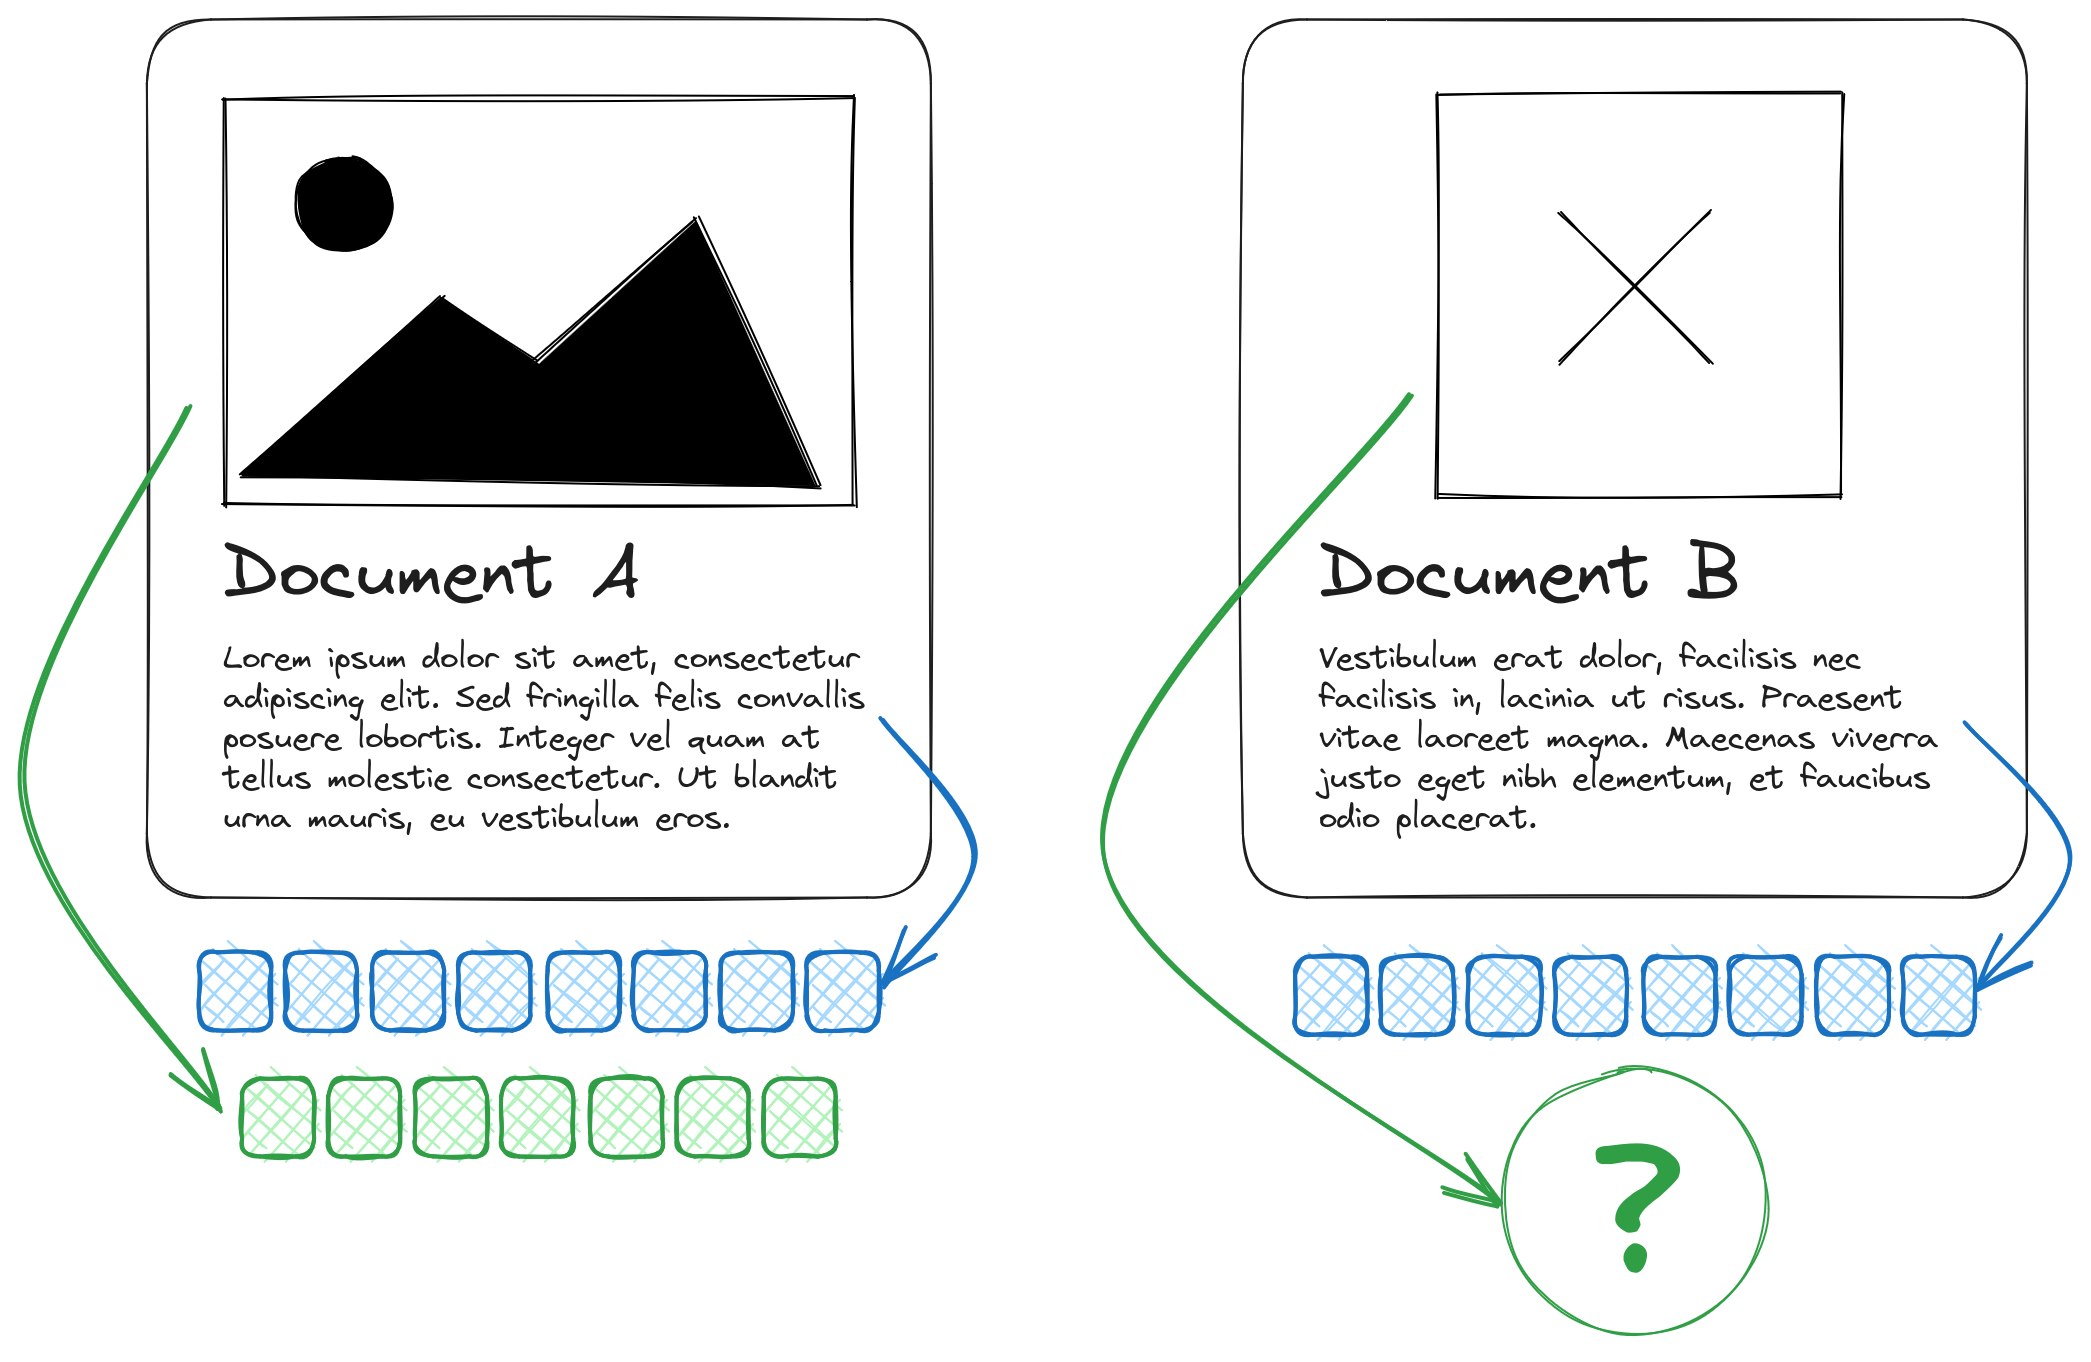 Document A
Lorem ipsum dolor sit amet, consectetur
adipiscing elit. Sed fringilla felis convallis
posuere lobortis. Integer vel quam at
tellus molestie consectetur. Ut blandit
urna mauris, eu vestibulum eros.
Document B
Vestibulum erat dolor, facilisis nec
facilisis in, lacinia ut risus. Praesent
vitae laoreet magna. Maecenas viverra
justo eget nibh elementum, et faucibus
odio placerat.
?